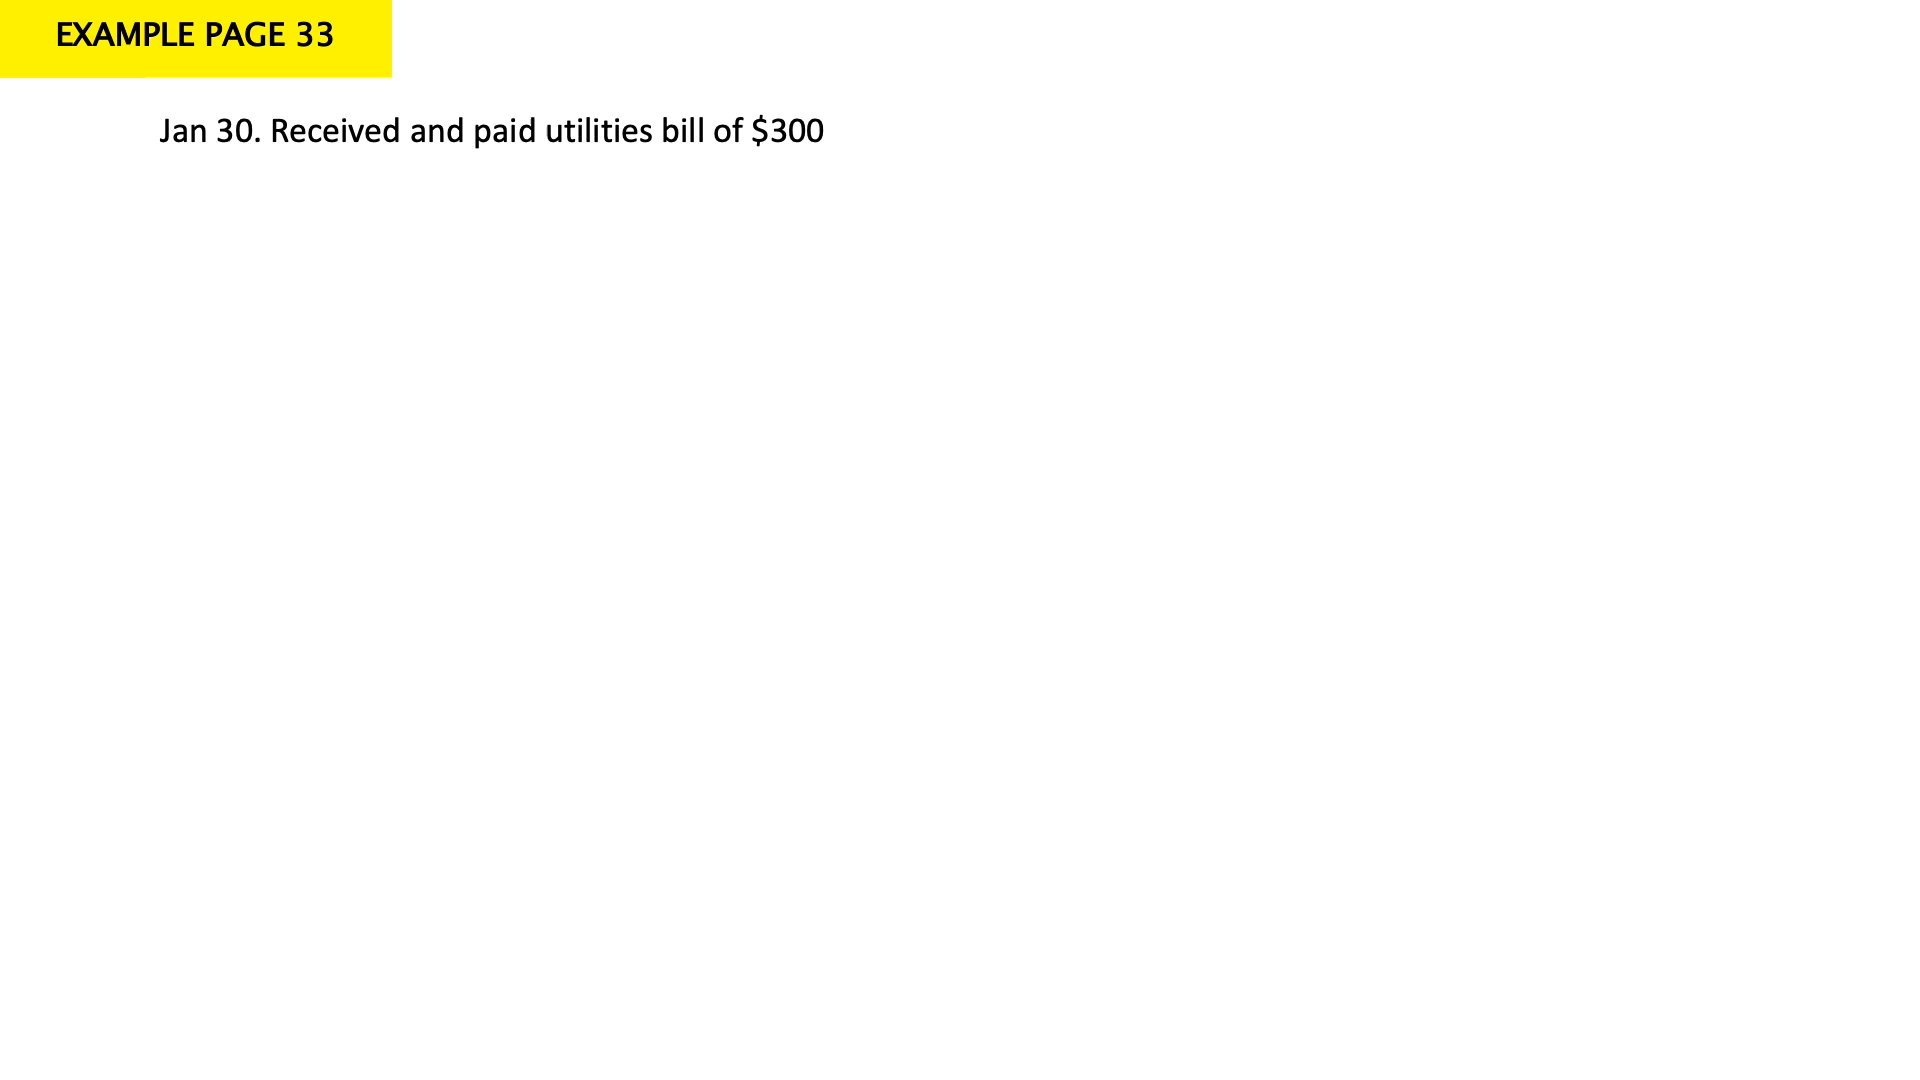 EXAMPLE PAGE 33
Jan 30. Received and paid utilities bill of $300